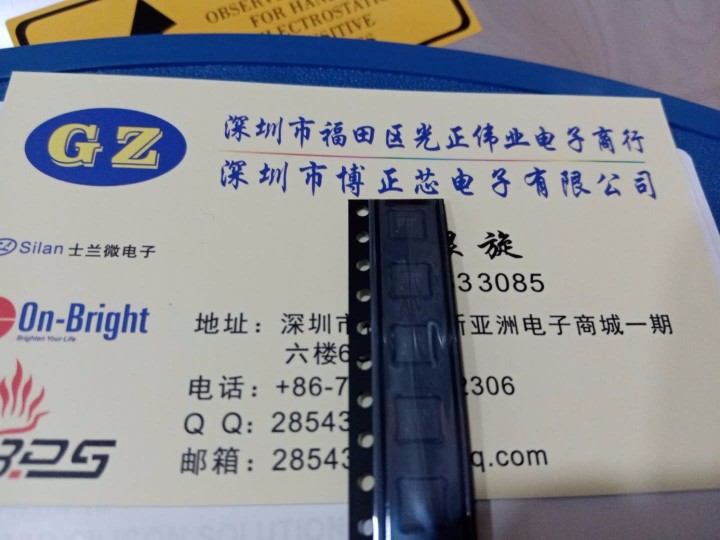 OBSERVE
FOR HAN
ELECTROSTAT
SITIVE
GZ
深圳市福田区光正伟业电子商行
深圳市博正芯电子有限公司
Silan 士兰微电子
旋
33085
On-Bright
Brighten Your Life
地址：深圳市 新亚洲电子商城一期
六楼6
电话：+86-7 2306
Q Q：28543
邮箱：28543 q.com